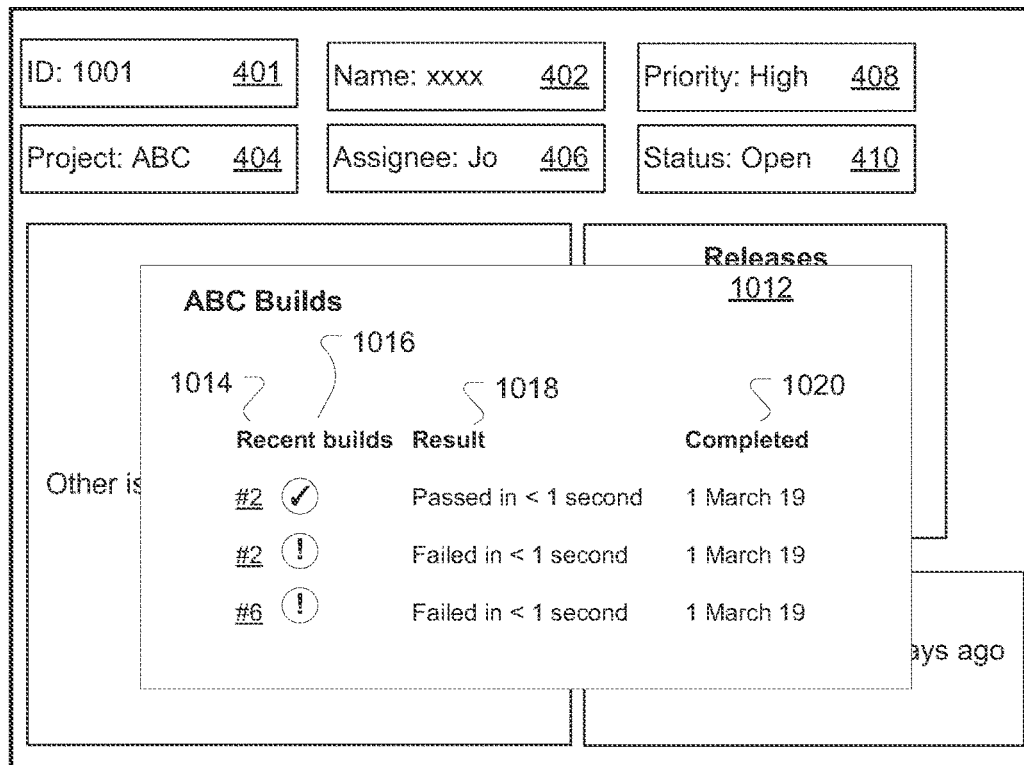 ID: 1001 401 Name: xxxx 402 Priority: High 408
Project: ABC 404 Assignee: Jo 406 Status: Open 410
Releases
1012
ABC Builds
1016
1014 1018 1020
Recent builds Result Completed
Other is
#2 Passed in < 1 second 1 March 19
#2 ! Failed in < 1 second 1 March 19
#6 ! Failed in < 1 second 1 March 19
ays ago